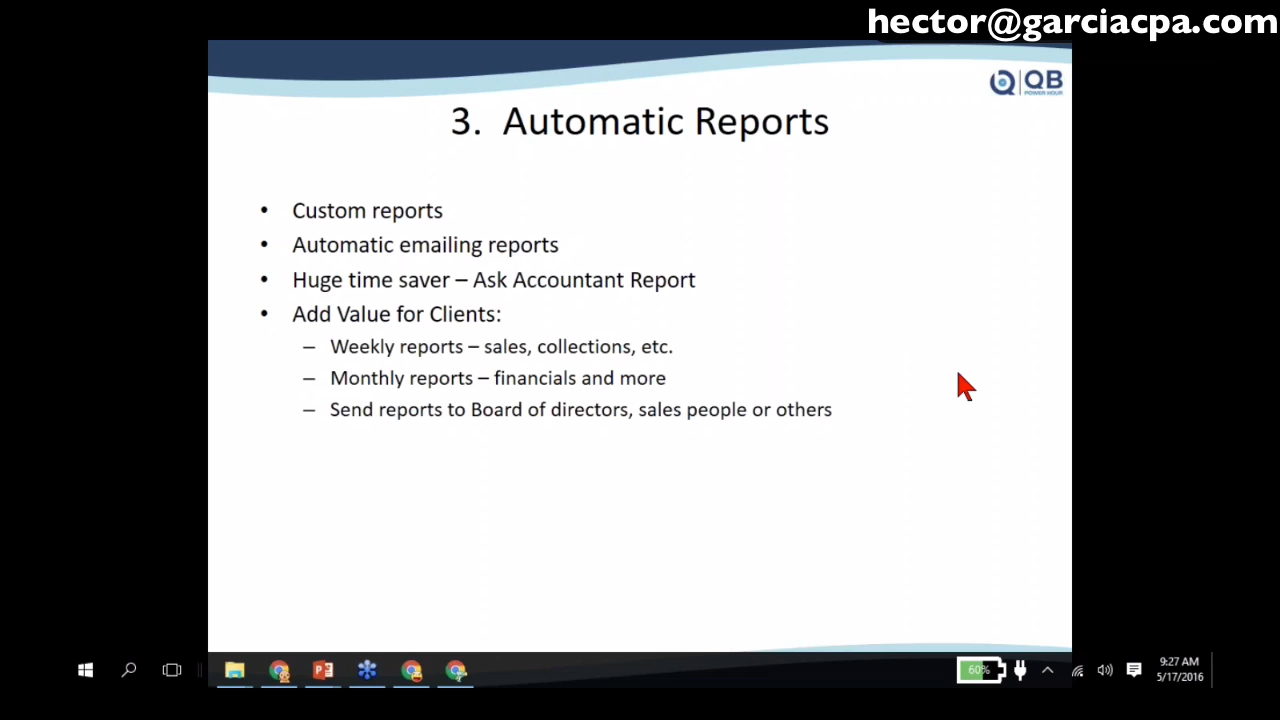 hector@garciacpa.com
QB
POWER HOUR
3. Automatic Reports
• Custom reports
• Automatic emailing reports
• Huge time saver – Ask Accountant Report
• Add Value for Clients:
– Weekly reports – sales, collections, etc.
– Monthly reports – financials and more
– Send reports to Board of directors, sales people or others
60%
9:27 AM
5/17/2016